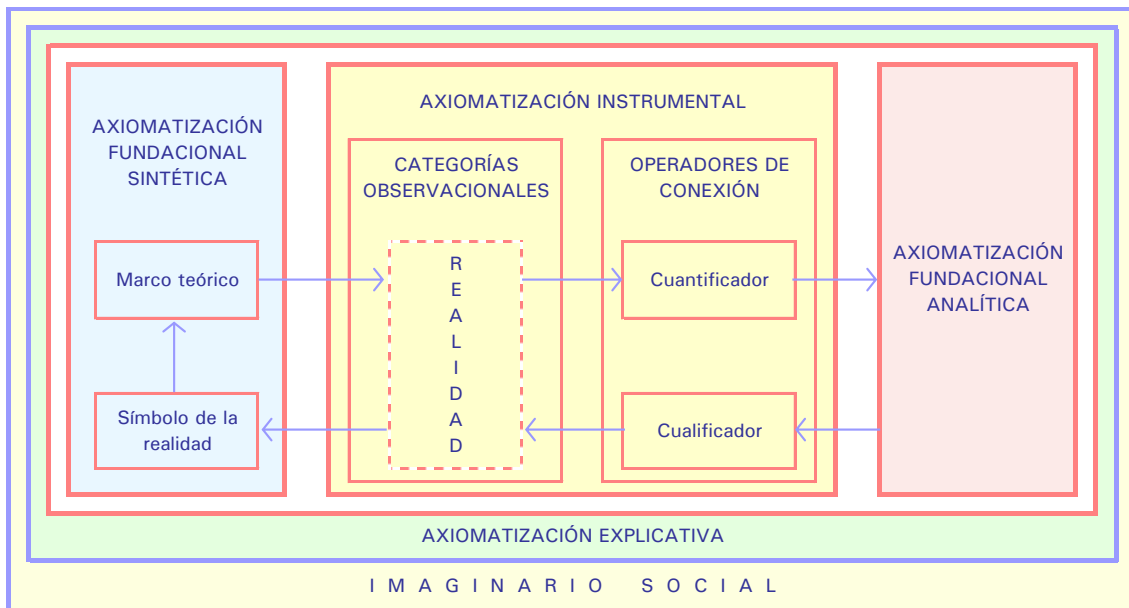 AXIOMATIZACIÓN
FUNDACIONAL
SINTÉTICA
Marco teórico
Símbolo de la
realidad
AXIOMATIZACIÓN INSTRUMENTAL
CATEGORÍAS
OBSERVACIONALES
R
E
A
L
I
D
A
D
OPERADORES DE
CONEXIÓN
Cuantificador
Cualificador
AXIOMATIZACIÓN
FUNDACIONAL
ANALÍTICA
AXIOMATIZACIÓN EXPLICATIVA
I M A G I N A R I O S O C I A L